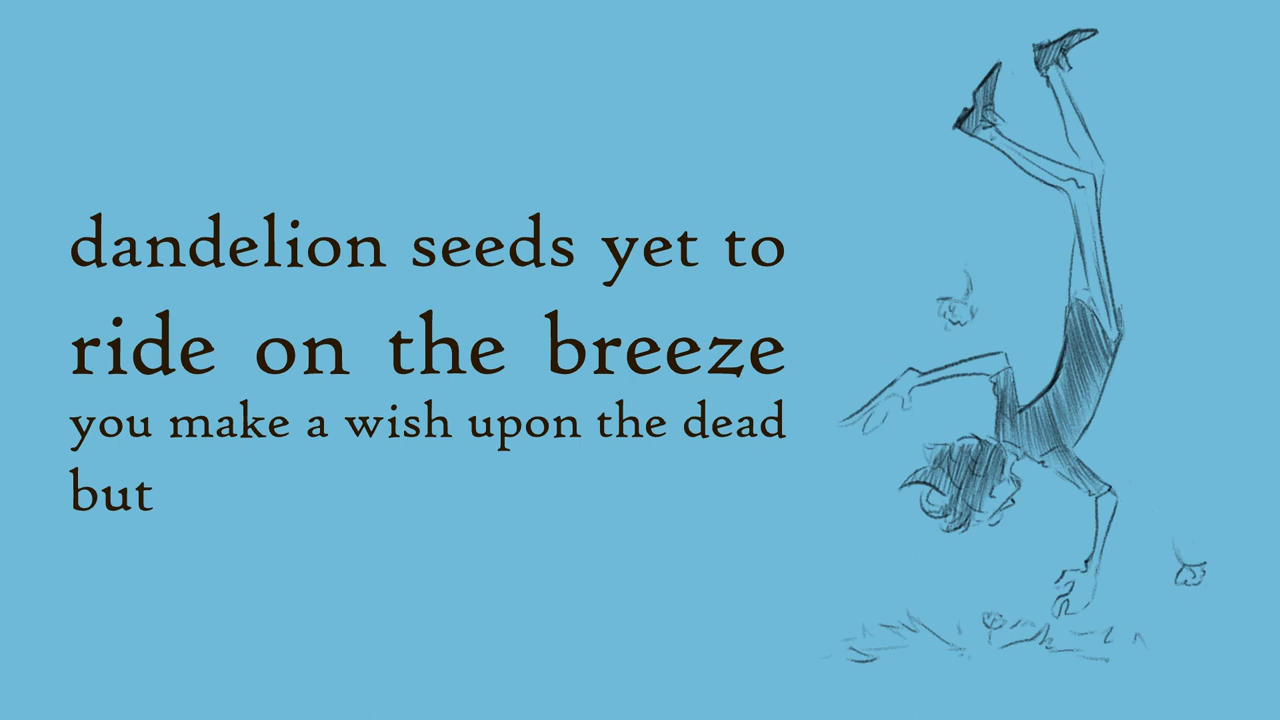 dandelion seeds yet to
ride on the breeze
you make a wish upon the dead
but